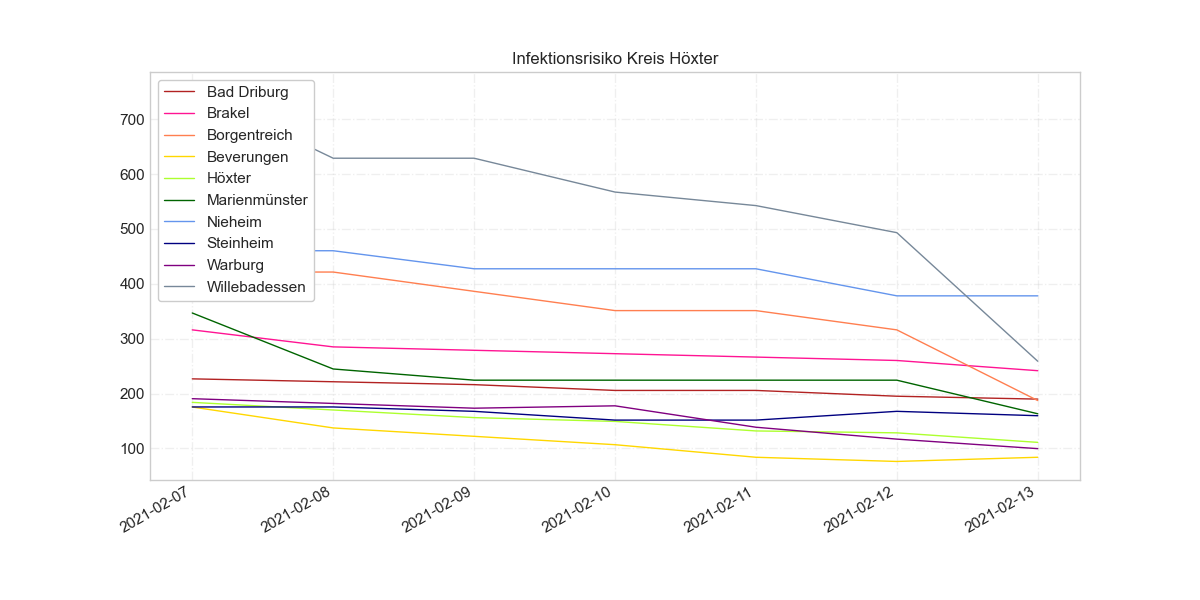 Infektionsrisiko Kreis Höxter
Bad Driburg
Brakel
Borgentreich
Beverungen
Höxter
Marienmünster
Nieheim
Steinheim
Warburg
Willebadessen
700
600
500
400
300
200
100
2021-02-07
2021-02-08
2021-02-09
2021-02-10
2021-02-11
2021-02-12
2021-02-13